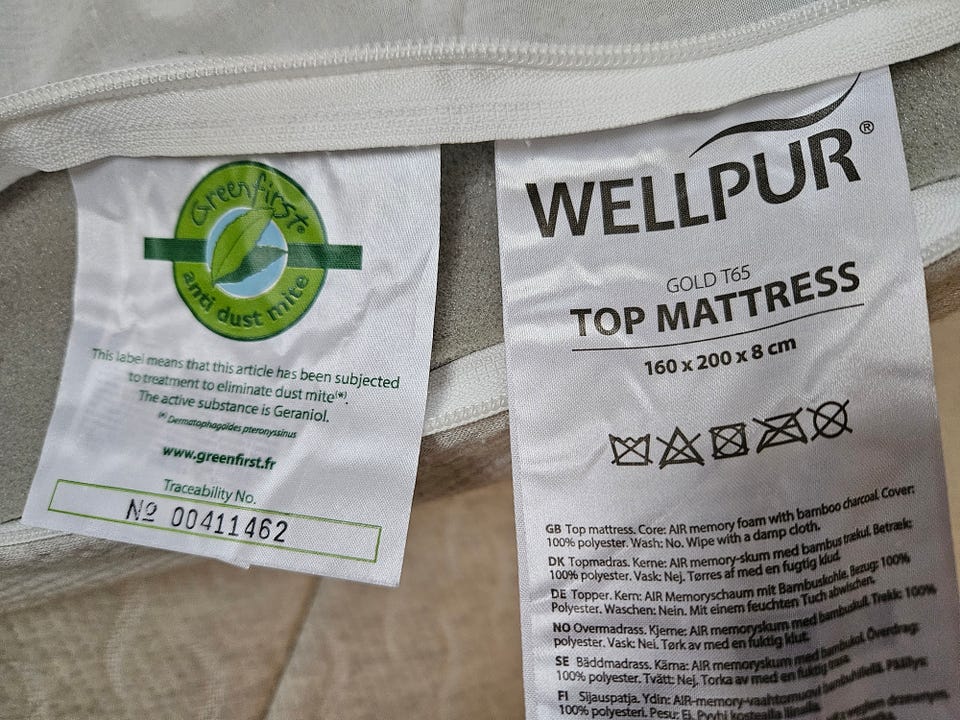 Greenfirst®
anti dust mite
This label means that this article has been subjected
to treatment to eliminate dust mite(*).
The active substance is Geraniol.
(*) Dermatophagoides pteronyssinus
www.greenfirst.fr
Traceability No.
Nº 00411462
WELLPUR®
GOLD T65
TOP MATTRESS
160 x 200 x 8 cm
GB Top mattress. Core: AIR memory foam with bamboo charcoal. Cover:
100% polyester. Wash: No. Wipe with a damp cloth.
DK Topmadras. Kerne: AIR Memory-skum med bambus trækul. Betræk:
100% polyester. Vask: Nej. Tørres af med en fugtig klud.
DE Topper. Kern: AIR Memoryschaum mit Bambuskohle. Bezug: 100%
Polyester. Waschen: Nein. Mit einem feuchten Tuch abwischen.
NO Overmadrass. Kjerne: AIR memoryskum med bambuskull. Trekk: 100%
polyester. Vask: Nei. Tørk av med en fuktig klut.
SE Bäddmadrass. Kärna: AIR memoryskum med bambukol. Överdrag:
100% polyester. Tvätt: Nej. Torka av med en fuktig trasa.
FI Sijauspatja. Ydin: AIR-memory-vaahtomuovi bambuhiilellä. Päällys:
100% polyesteri. Pesu: Ei. Pyyhi kostealla liinalla.